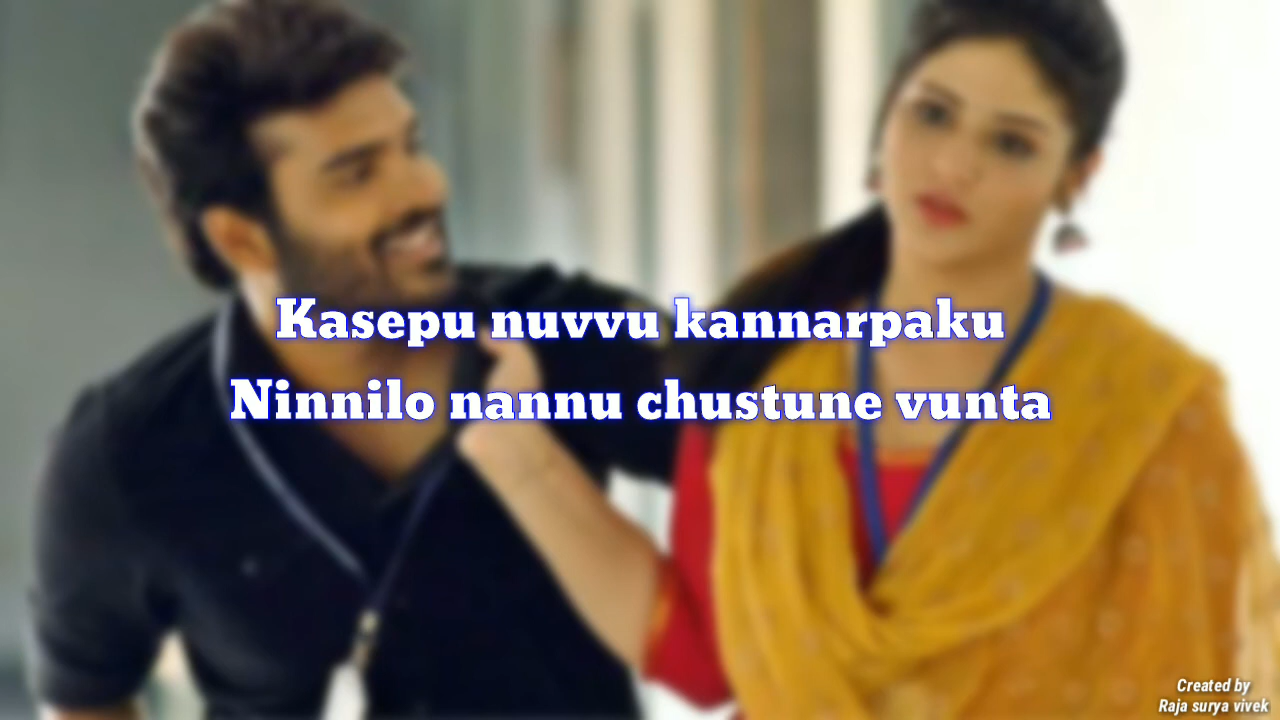 Kasepu nuvvu kannarpaku
Ninnilo nannu chustune vunta
Created by
Raja surya vivek